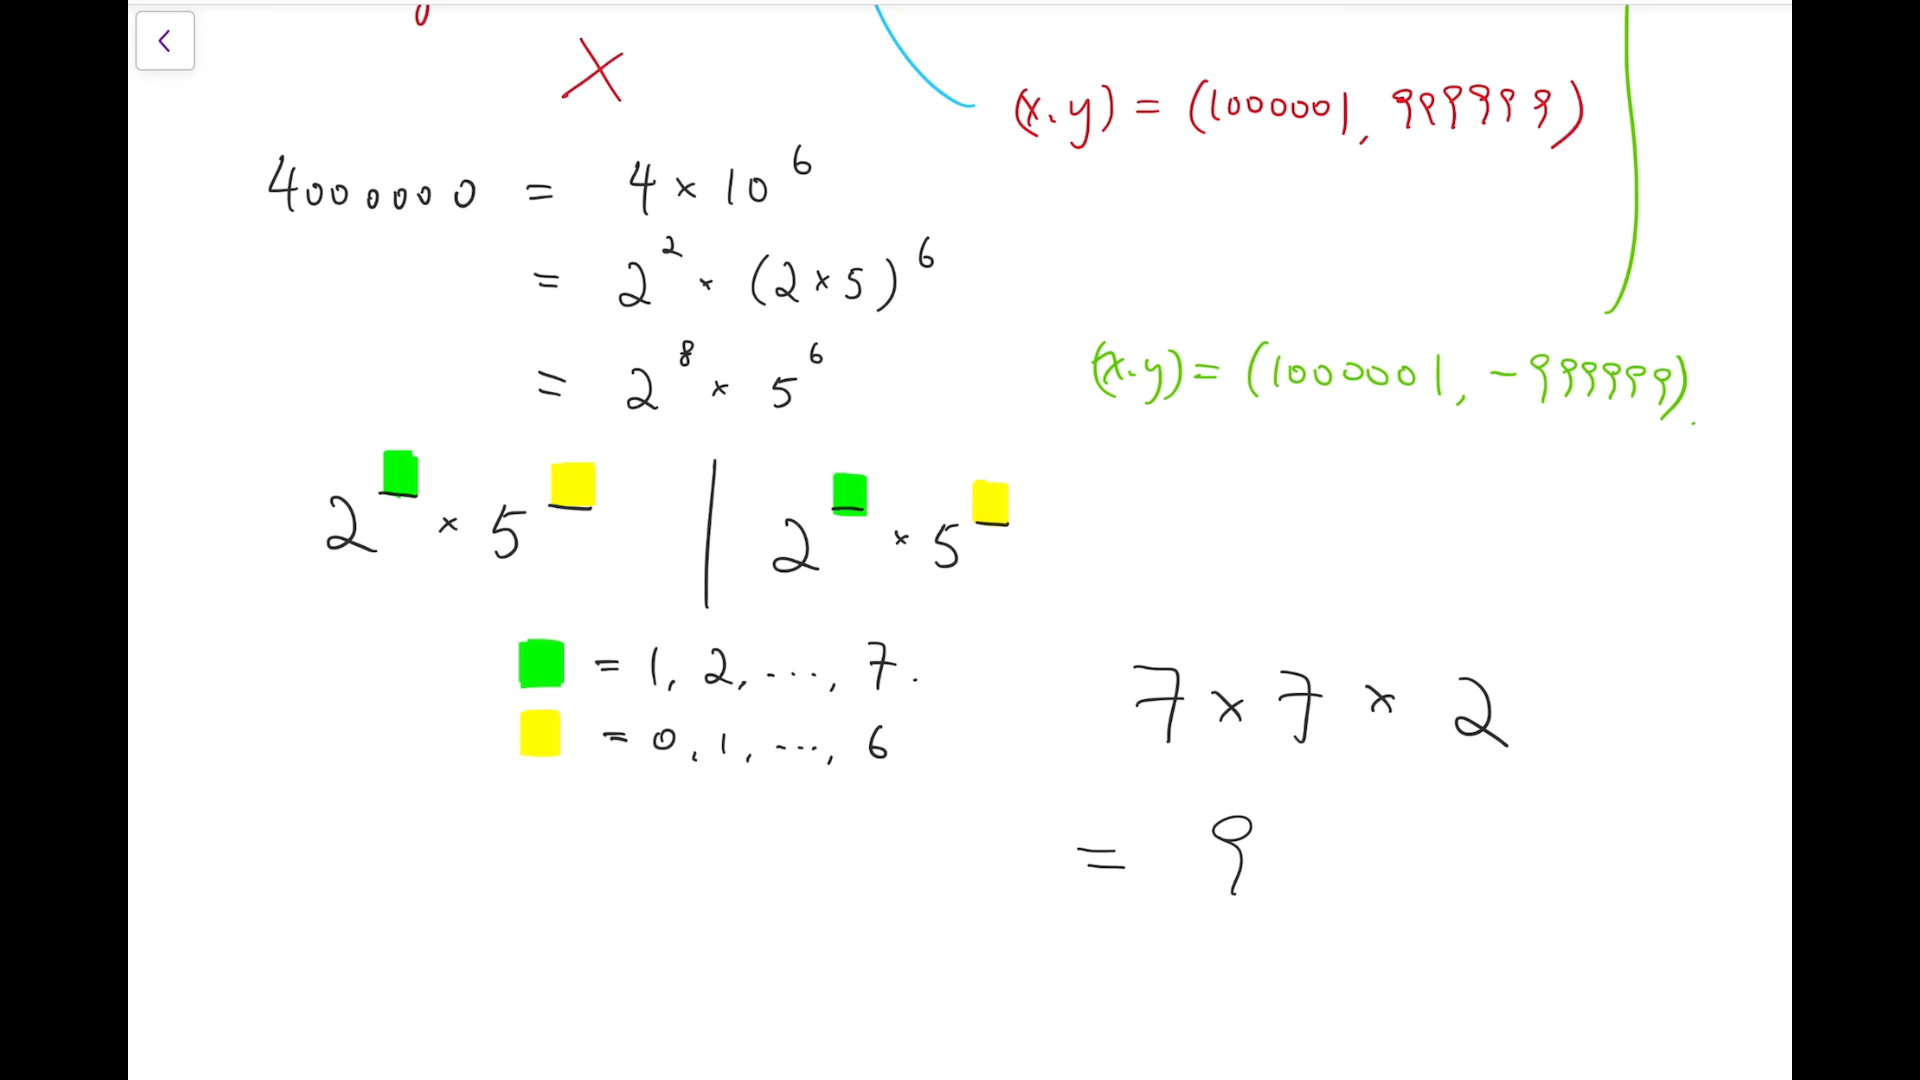 (x, y) = (1000001, 999999)
4000000 = 4 × 10^6
= 2^2 × (2 × 5)^6
= 2^8 × 5^6
(x, y) = (1000001, -999999).
2 × 5 | 2 × 5
= 1, 2, ..., 7.
= 0, 1, ..., 6
7 × 7 × 2
= 9